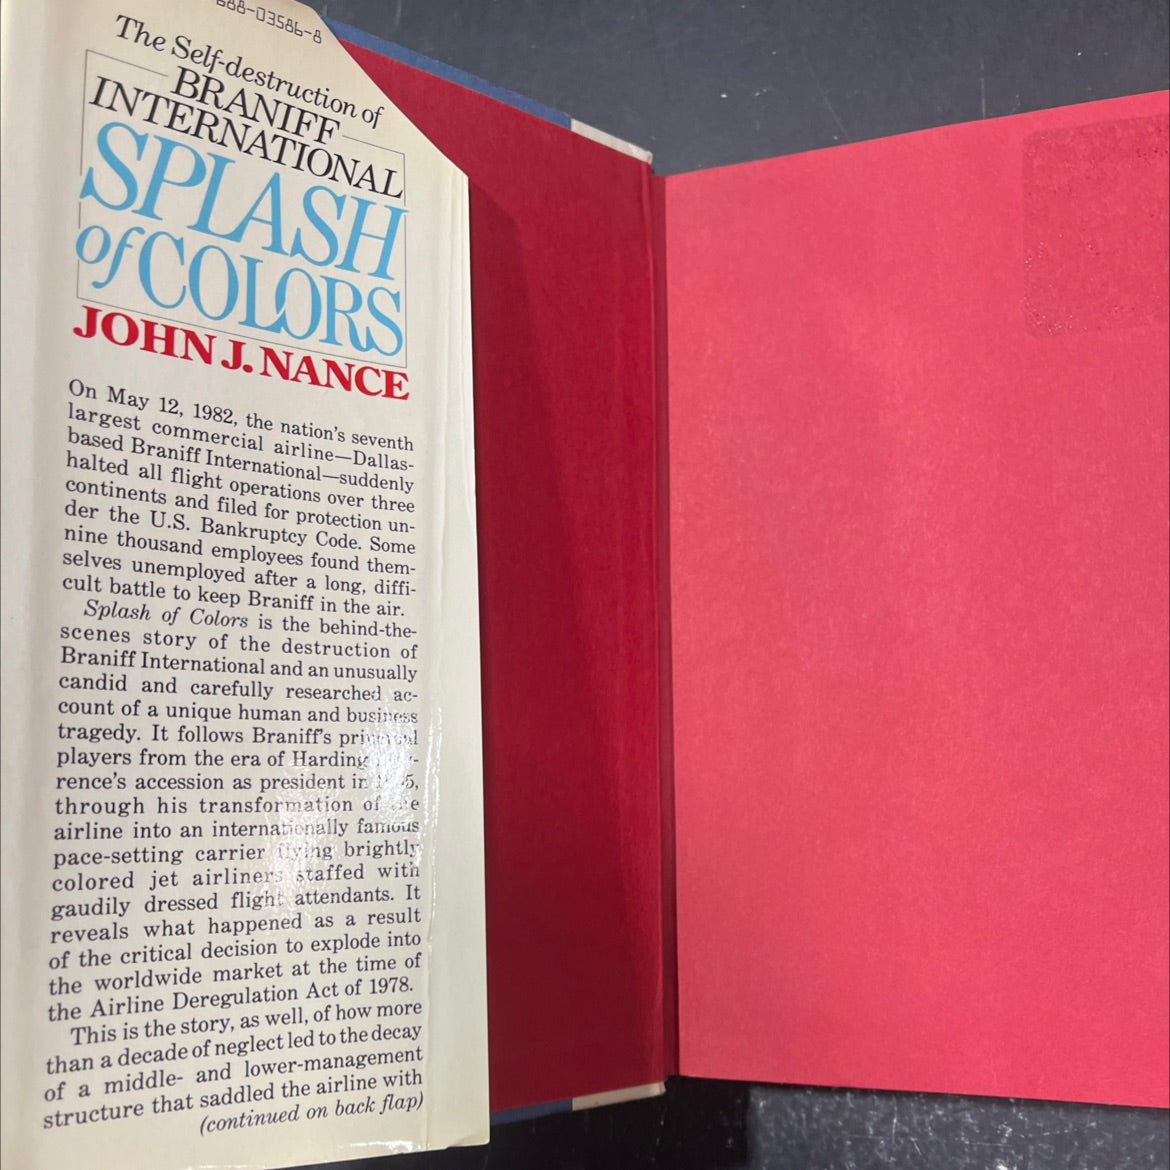 688-03586-8
The Self-destruction of
BRANIFF
INTERNATIONAL
SPLASH
of COLORS
JOHN J. NANCE
On May 12, 1982, the nation's seventh
largest commercial airline—Dallas-
based Braniff International—suddenly
halted all flight operations over three
continents and filed for protection un-
der the U.S. Bankruptcy Code. Some
nine thousand employees found them-
selves unemployed after a long, diffi-
cult battle to keep Braniff in the air.
Splash of Colors is the behind-the-
scenes story of the destruction of
Braniff International and an unusually
candid and carefully researched ac-
count of a unique human and business
tragedy. It follows Braniff's principal
players from the era of Harding
rence's accession as president in
through his transformation of the
airline into an internationally famous
pace-setting carrier flying brightly
colored jet airliners staffed with
gaudily dressed flight attendants. It
reveals what happened as a result
of the critical decision to explode into
the worldwide market at the time of
the Airline Deregulation Act of 1978.
This is the story, as well, of how more
than a decade of neglect led to the decay
of a middle- and lower-management
structure that saddled the airline with
(continued on back flap)